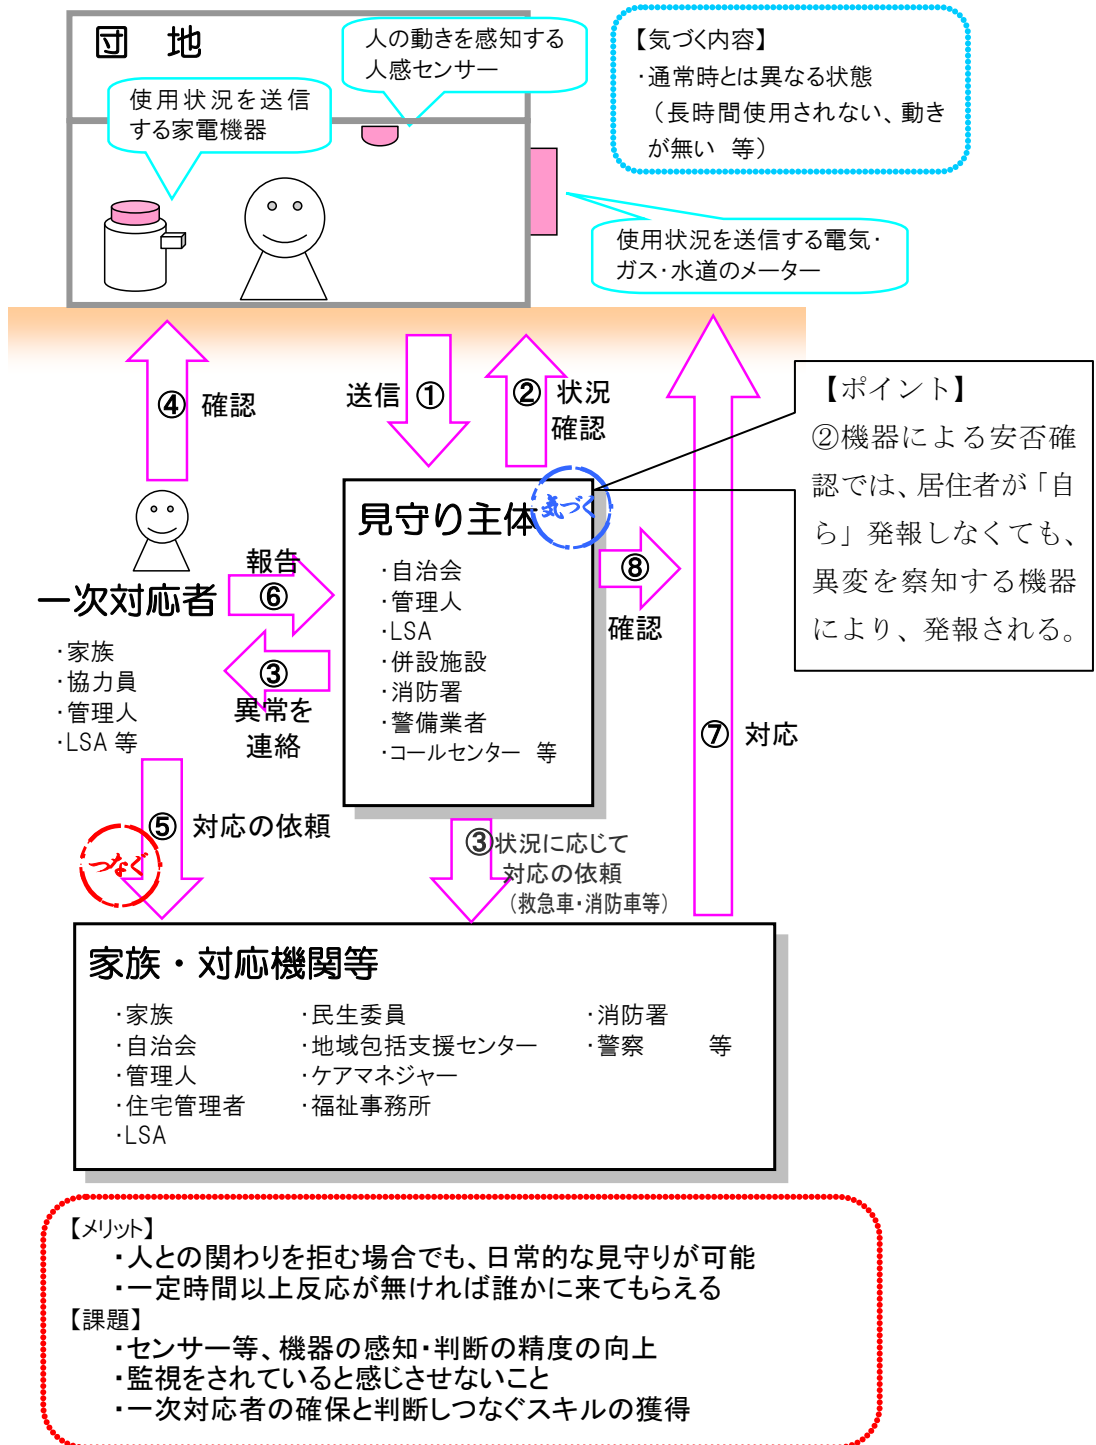 団　地
人の動きを感知する
人感センサー
使用状況を送信
する家電機器
【気づく内容】
・通常時とは異なる状態
（長時間使用されない、動き
が無い　等）
使用状況を送信する電気・
ガス・水道のメーター
④ 確認
送信 ①
② 状況
確認
【ポイント】
②機器による安否確
認では、居住者が「自
ら」発報しなくても、
異変を察知する機器
により、発報される。
見守り主体
気づく
・自治会
・管理人
・LSA
・併設施設
・消防署
・警備業者
・コールセンター　等
一次対応者
・家族
・協力員
・管理人
・LSA 等
報告
⑥
③
異常を
連絡
⑧
確認
⑦ 対応
⑤ 対応の依頼
つなぐ
③状況に応じて
対応の依頼
（救急車・消防車等）
家族・対応機関等
・家族
・自治会
・管理人
・住宅管理者
・LSA
・民生委員
・地域包括支援センター
・ケアマネジャー
・福祉事務所
・消防署
・警察　　等
【メリット】
・人との関わりを拒む場合でも、日常的な見守りが可能
・一定時間以上反応が無ければ誰かに来てもらえる
【課題】
・センサー等、機器の感知・判断の精度の向上
・監視をされていると感じさせないこと
・一次対応者の確保と判断しつなぐスキルの獲得